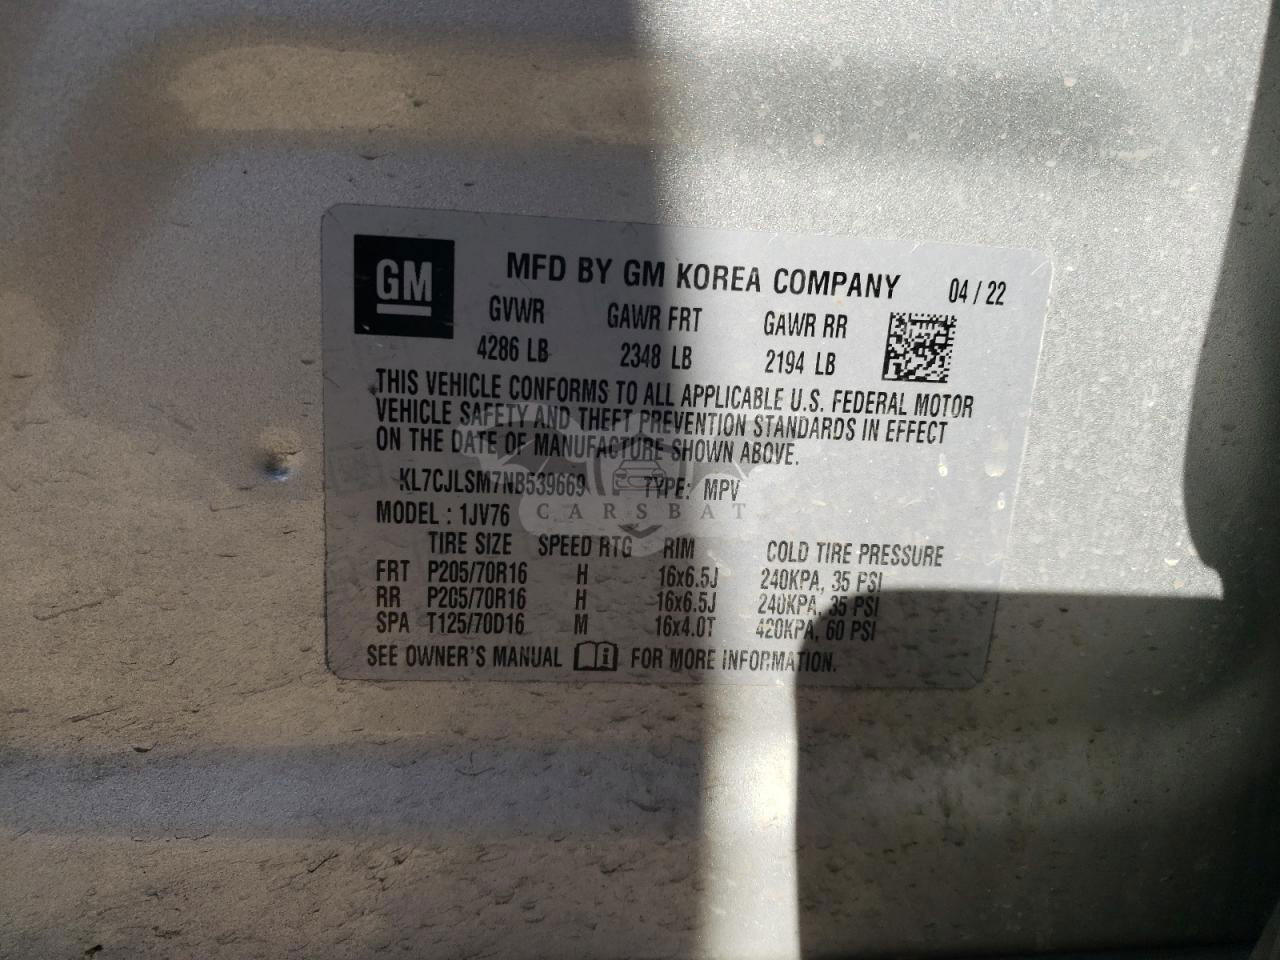 GM
MFD BY GM KOREA COMPANY 04 / 22
GVWR GAWR FRT GAWR RR
4286 LB 2348 LB 2194 LB
THIS VEHICLE CONFORMS TO ALL APPLICABLE U.S. FEDERAL MOTOR
VEHICLE SAFETY AND THEFT PREVENTION STANDARDS IN EFFECT
ON THE DATE OF MANUFACTURE SHOWN ABOVE.
KL7CJLSM7NB539669 TYPE: MPV
CARSBAT
MODEL : 1JV76
TIRE SIZE SPEED RTG RIM COLD TIRE PRESSURE
FRT P205/70R16 H 16x6.5J 240KPA, 35 PSI
RR P205/70R16 H 16x6.5J 240KPA, 35 PSI
SPA T125/70D16 M 16x4.0T 420KPA, 60 PSI
SEE OWNER'S MANUAL FOR MORE INFORMATION.